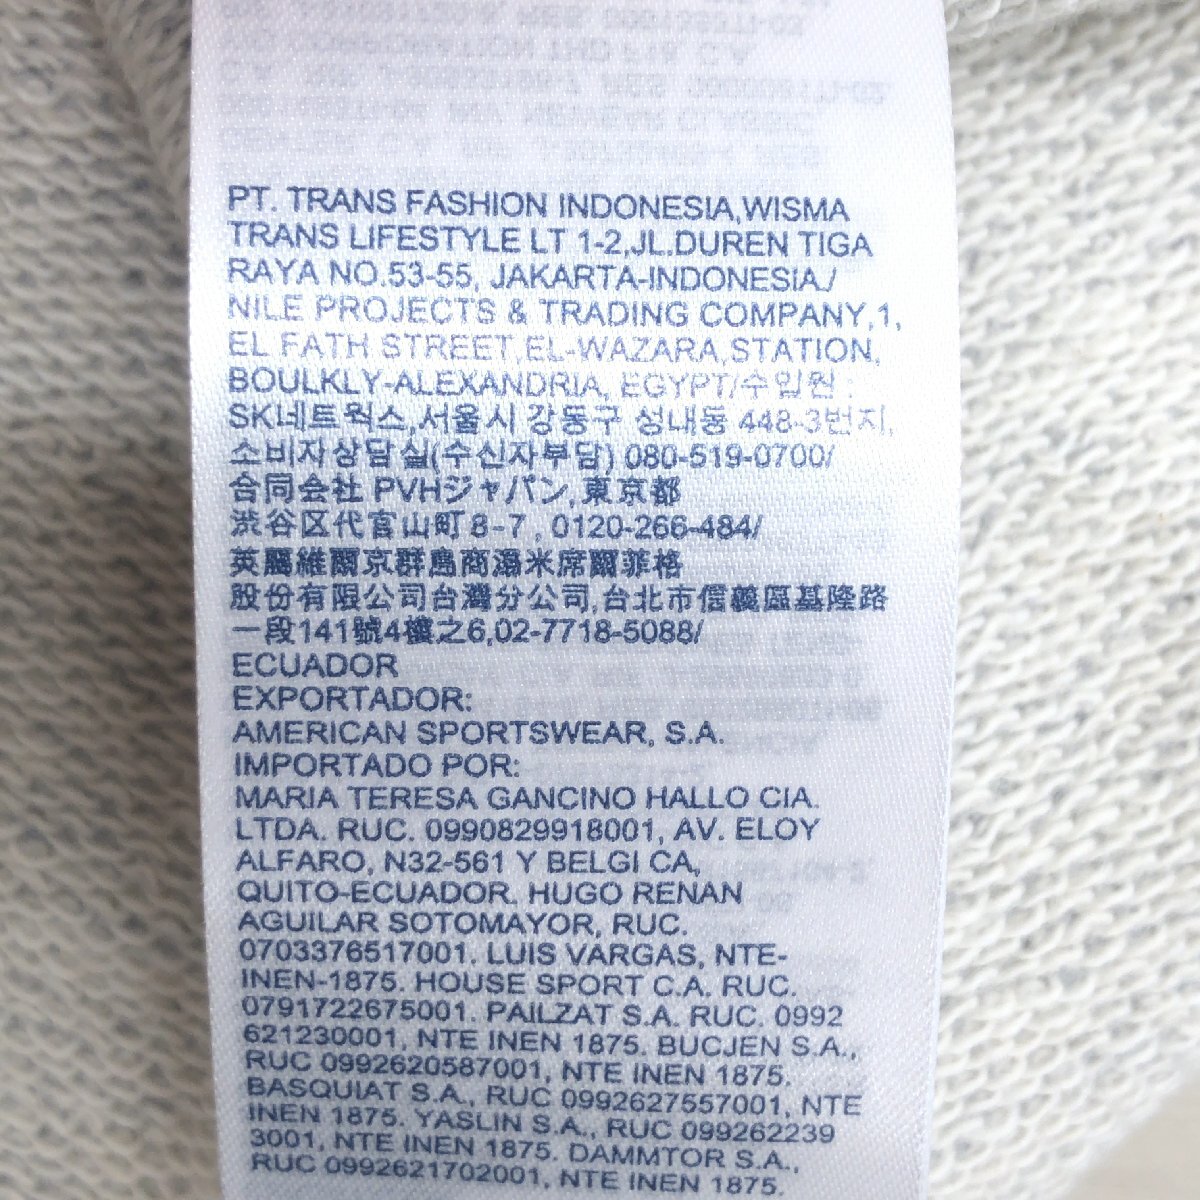 PT. TRANS FASHION INDONESIA,WISMA
TRANS LIFESTYLE LT 1-2,JL.DUREN TIGA
RAYA NO.53-55, JAKARTA-INDONESIA/
NILE PROJECTS & TRADING COMPANY,1,
EL FATH STREET,EL-WAZARA,STATION,
BOULKLY-ALEXANDRIA, EGYPT/수입원 :
SK네트웍스,서울시 강동구 성내동 448-3번지,
소비자상담실(수신자부담) 080-519-0700/
合同会社 PVHジャパン,東京都
渋谷区代官山町 8-7, 0120-266-484/
英屬維爾京群島商溻米席爾菲格
股份有限公司台灣分公司,台北市信義區基隆路
一段141號4樓之6,02-7718-5088/
ECUADOR
EXPORTADOR:
AMERICAN SPORTSWEAR, S.A.
IMPORTADO POR:
MARIA TERESA GANCINO HALLO CIA.
LTDA. RUC. 0990829918001, AV. ELOY
ALFARO, N32-561 Y BELGI CA,
QUITO-ECUADOR. HUGO RENAN
AGUILAR SOTOMAYOR, RUC.
0703376517001. LUIS VARGAS, NTE-
INEN-1875. HOUSE SPORT C.A. RUC.
0791722675001. PAILZAT S.A. RUC. 0992
621230001, NTE INEN 1875. BUCJEN S.A.,
RUC 0992620587001, NTE INEN 1875.
BASQUIAT S.A., RUC 0992627557001, NTE
INEN 1875. YASLIN S.A., RUC 099262239
3001, NTE INEN 1875. DAMMTOR S.A.,
RUC 0992621702001, NTE INEN 1875.